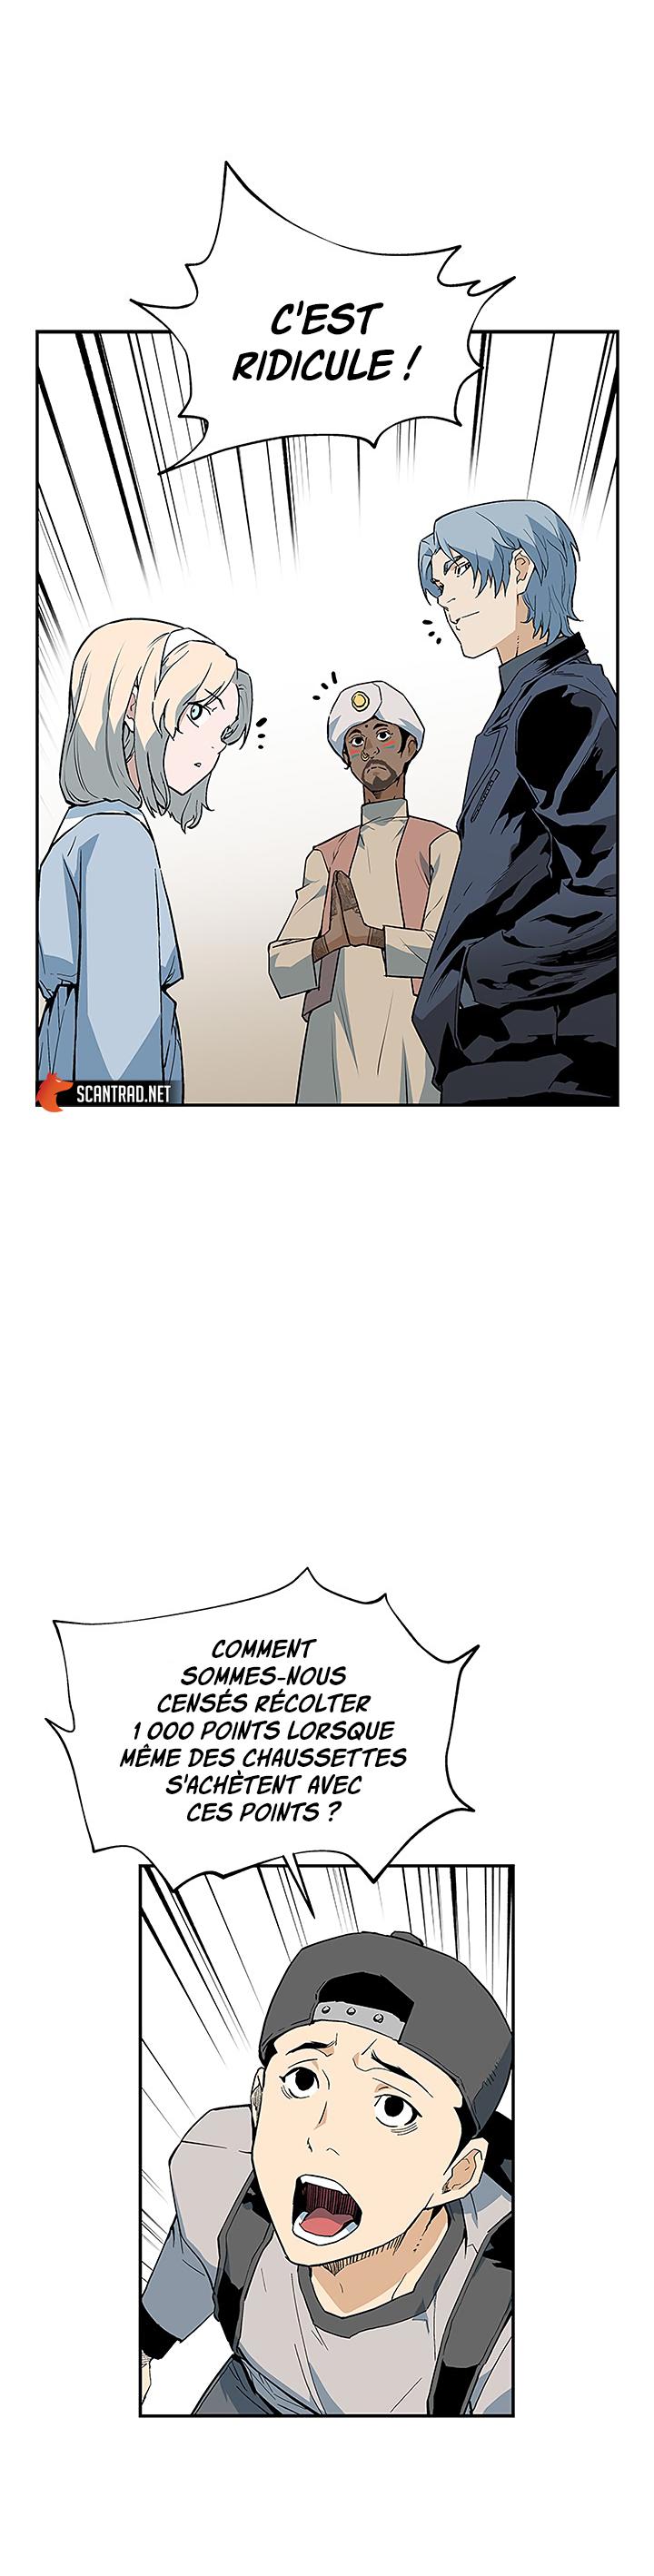 C'EST
RIDICULE !
SCANTRAD.NET
COMMENT
SOMMES-NOUS
CENSÉS RÉCOLTER
1 000 POINTS LORSQUE
MÊME DES CHAUSSETTES
S'ACHÈTENT AVEC
CES POINTS ?